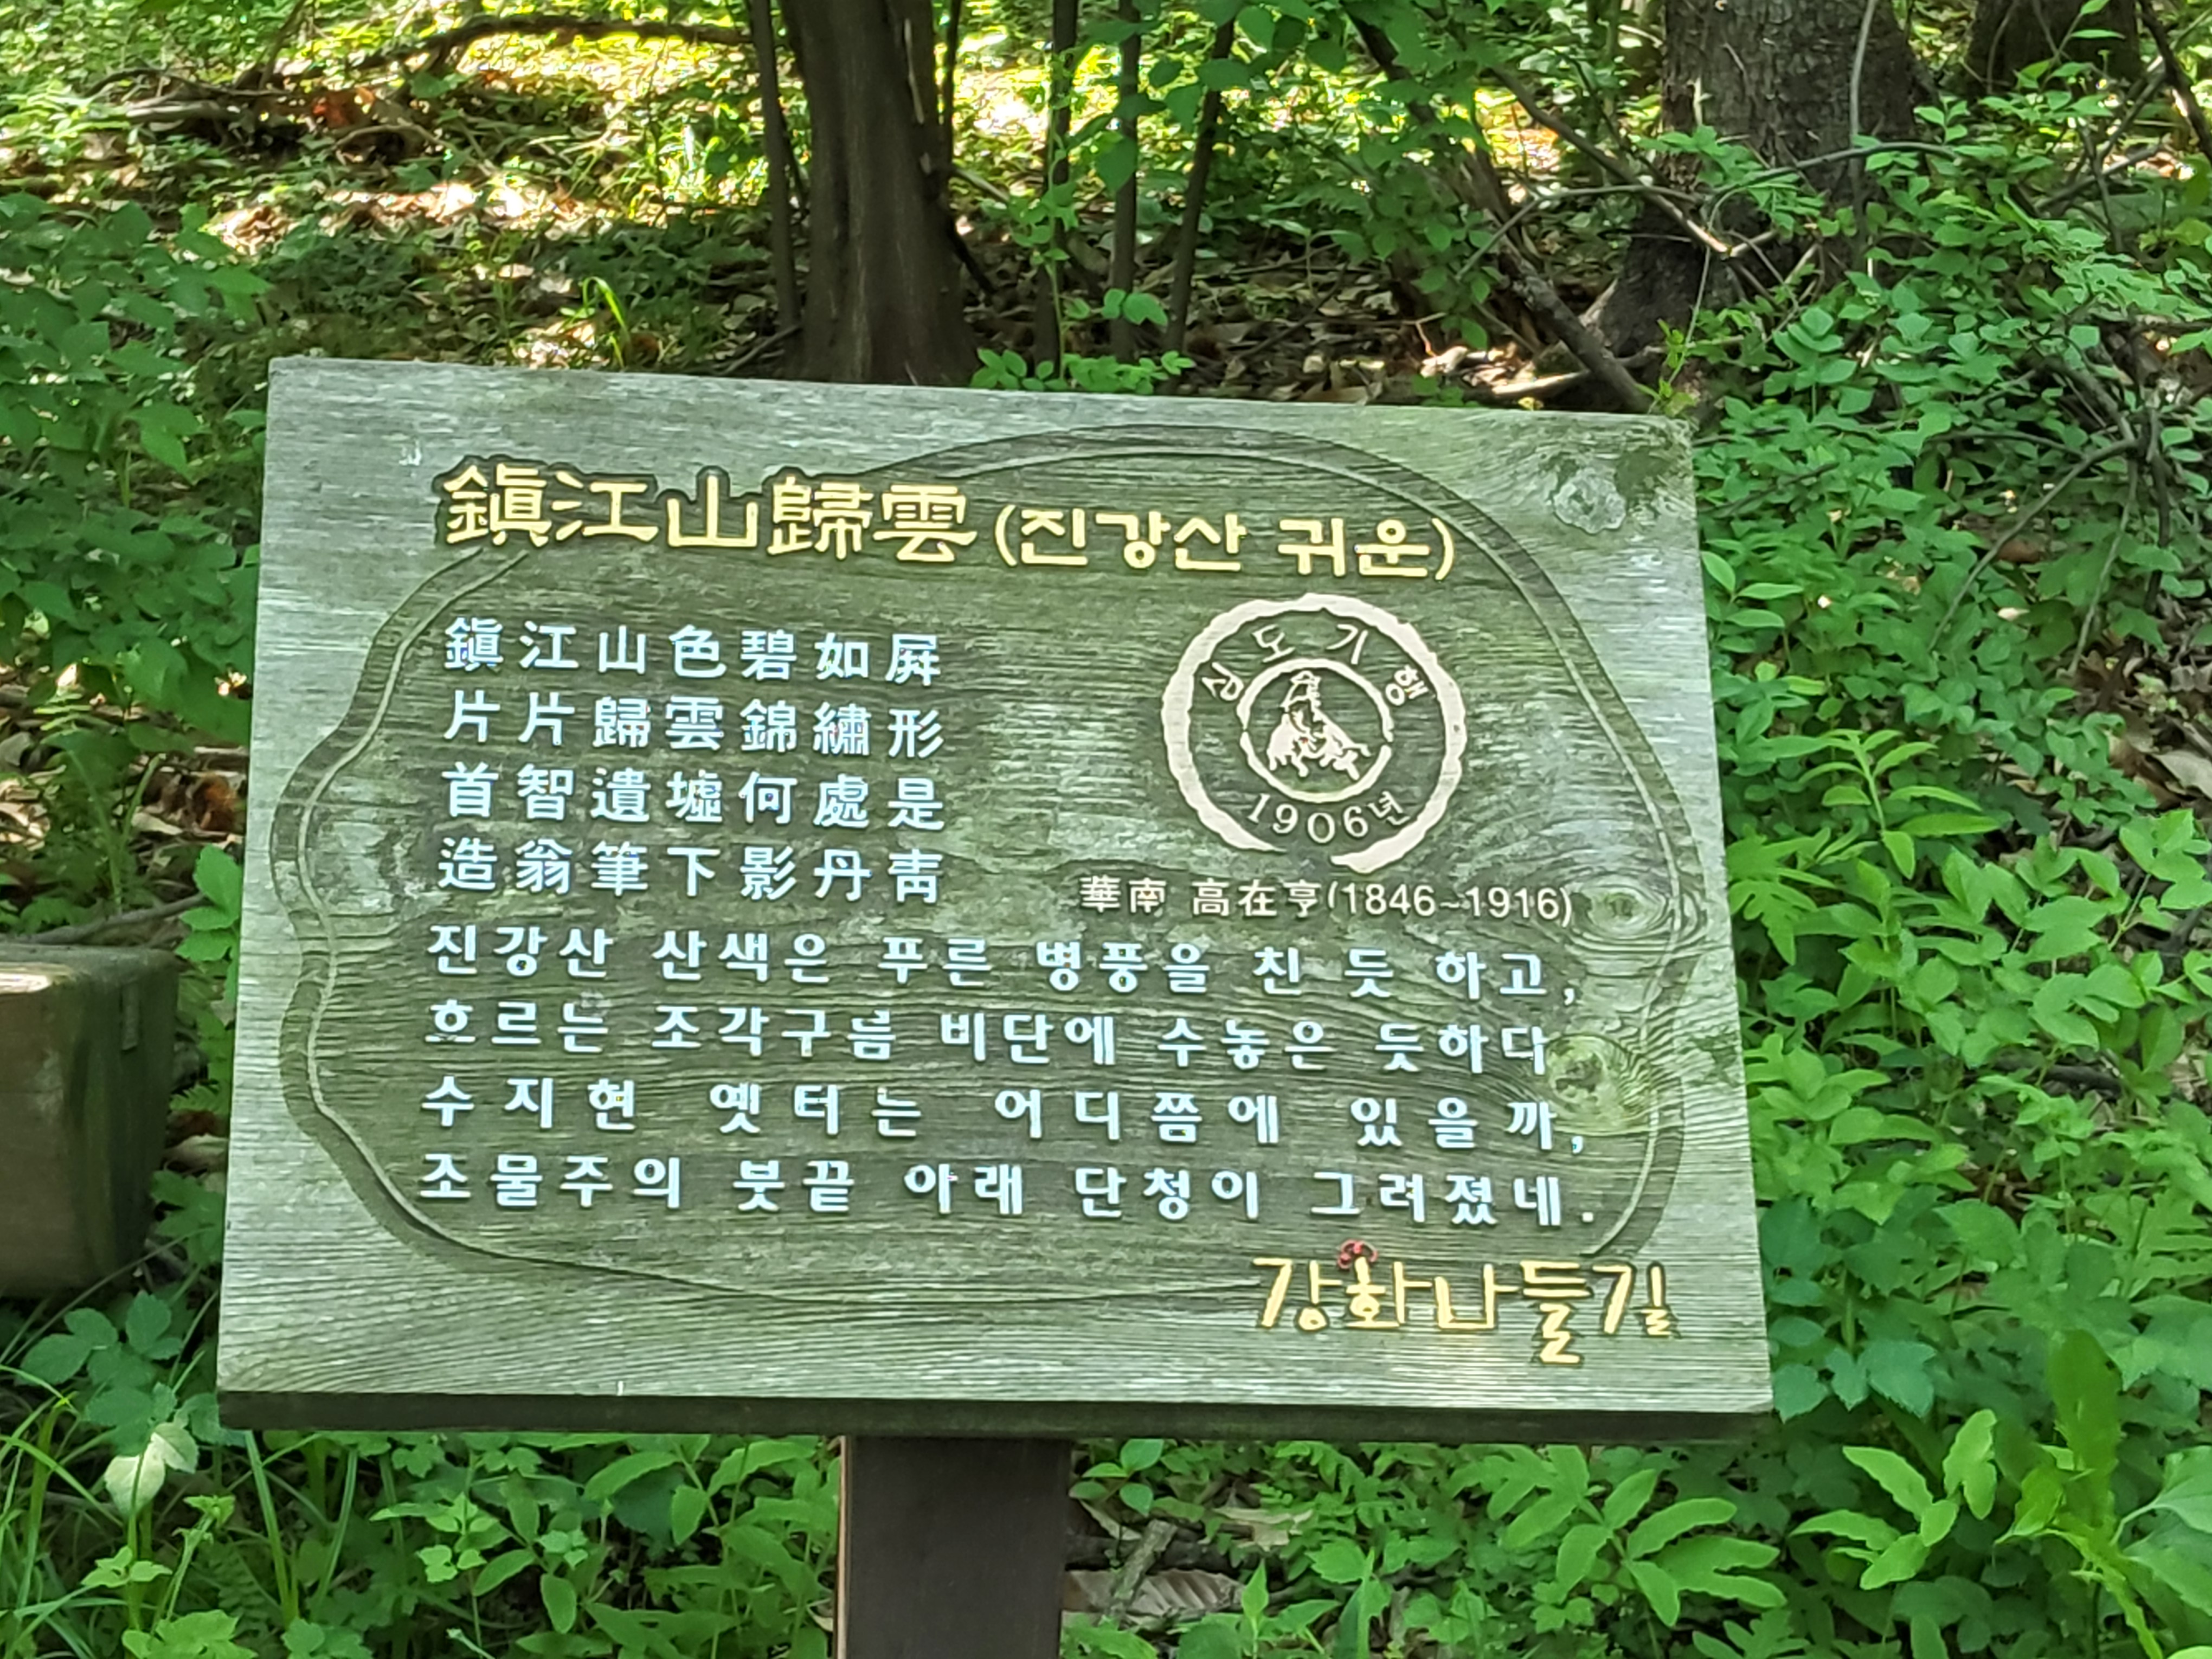 鎭江山歸雲 (진강산 귀운)
鎭江山色碧如屛
片片歸雲錦繡形
首智遺墟何處是
造翁筆下影丹靑
심도기행
1906년
華南 高在亨(1846~1916)
진강산 산색은 푸른 병풍을 친 듯 하고,
흐르는 조각구름 비단에 수놓은 듯하다
수지현 옛터는 어디쯤에 있을까,
조물주의 붓끝 아래 단청이 그려졌네.
강화나들길